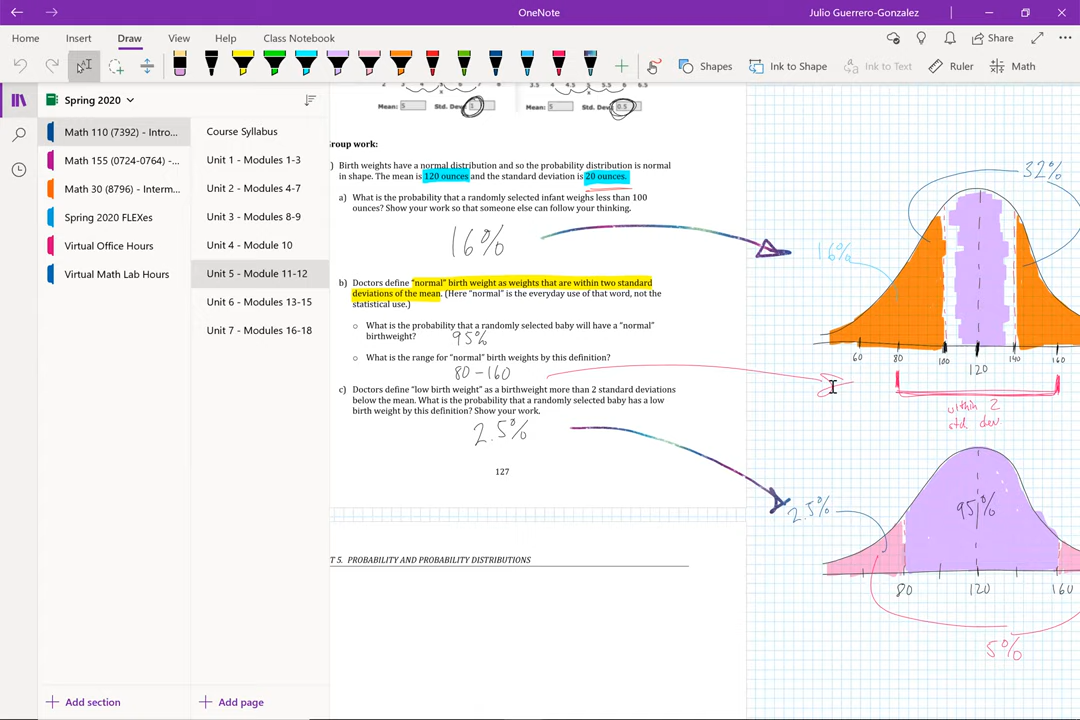 OneNote
Julio Guerrero-Gonzalez
Home Insert Draw View Help Class Notebook
Share
Shapes Ink to Shape Ink to Text Ruler Math
Spring 2020
Math 110 (7392) - Intro...
Math 155 (0724-0764) -...
Math 30 (8796) - Interm...
Spring 2020 FLEXes
Virtual Office Hours
Virtual Math Lab Hours
Add section
Course Syllabus
Unit 1 - Modules 1-3
Unit 2 - Modules 4-7
Unit 3 - Modules 8-9
Unit 4 - Module 10
Unit 5 - Module 11-12
Unit 6 - Modules 13-15
Unit 7 - Modules 16-18
Add page
Mean: 5 Std. Dev:
Mean: 5 Std. Dev: 0.5
roup work:
) Birth weights have a normal distribution and so the probability distribution is normal
in shape. The mean is 120 ounces and the standard deviation is 20 ounces.
a) What is the probability that a randomly selected infant weighs less than 100
ounces? Show your work so that someone else can follow your thinking.
16%
b) Doctors define "normal" birth weight as weights that are within two standard
deviations of the mean. (Here "normal" is the everyday use of that word, not the
statistical use.)
o What is the probability that a randomly selected baby will have a "normal"
birthweight? 95%
o What is the range for "normal" birth weights by this definition?
80-160
c) Doctors define "low birth weight" as a birthweight more than 2 standard deviations
below the mean. What is the probability that a randomly selected baby has a low
birth weight by this definition? Show your work.
2.5%
127
T 5. PROBABILITY AND PROBABILITY DISTRIBUTIONS
32%
16%
60 80 100 120 140 160
within 2
std dev.
2.5%
95%
80 120 160
5%